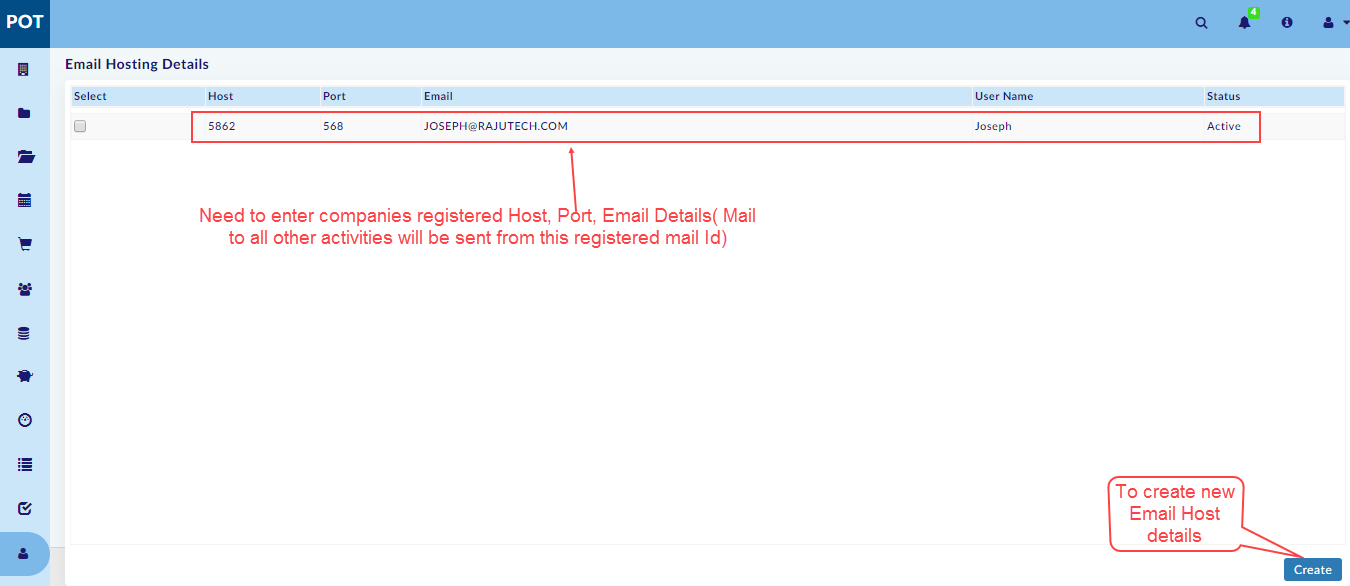 POT
4
Email Hosting Details
Select Host Port Email User Name Status
5862 568 JOSEPH@RAJUTECH.COM Joseph Active
Need to enter companies registered Host, Port, Email Details( Mail
to all other activities will be sent from this registered mail Id)
To create new
Email Host
details
Create